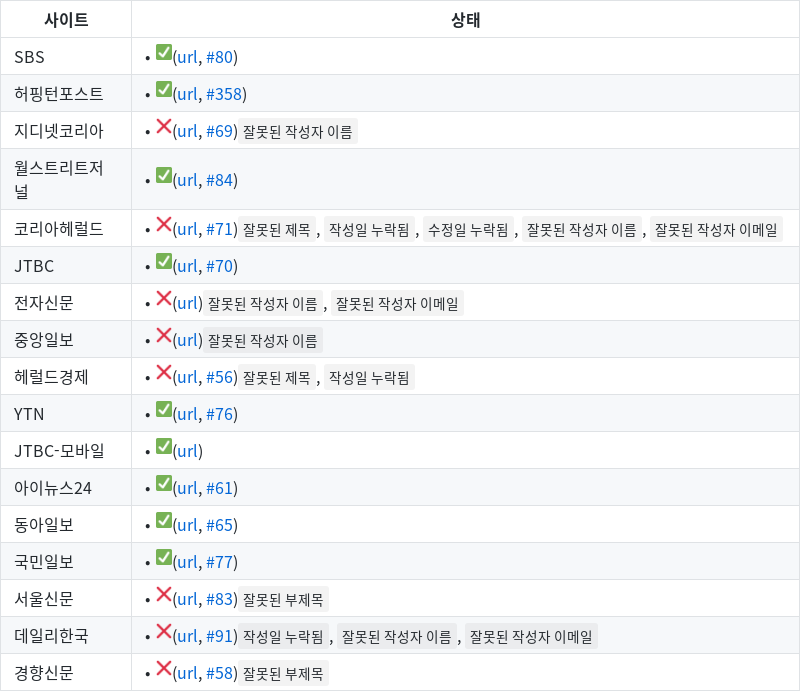 사이트 상태
SBS • ✅(url, #80)
허핑턴포스트 • ✅(url, #358)
지디넷코리아 • ❌(url, #69) 잘못된 작성자 이름
월스트리트저
널 • ✅(url, #84)
코리아헤럴드 • ❌(url, #71) 잘못된 제목 , 작성일 누락됨 , 수정일 누락됨 , 잘못된 작성자 이름 , 잘못된 작성자 이메일
JTBC • ✅(url, #70)
전자신문 • ❌(url) 잘못된 작성자 이름 , 잘못된 작성자 이메일
중앙일보 • ❌(url) 잘못된 작성자 이름
헤럴드경제 • ❌(url, #56) 잘못된 제목 , 작성일 누락됨
YTN • ✅(url, #76)
JTBC-모바일 • ✅(url)
아이뉴스24 • ✅(url, #61)
동아일보 • ✅(url, #65)
국민일보 • ✅(url, #77)
서울신문 • ❌(url, #83) 잘못된 부제목
데일리한국 • ❌(url, #91) 작성일 누락됨 , 잘못된 작성자 이름 , 잘못된 작성자 이메일
경향신문 • ❌(url, #58) 잘못된 부제목